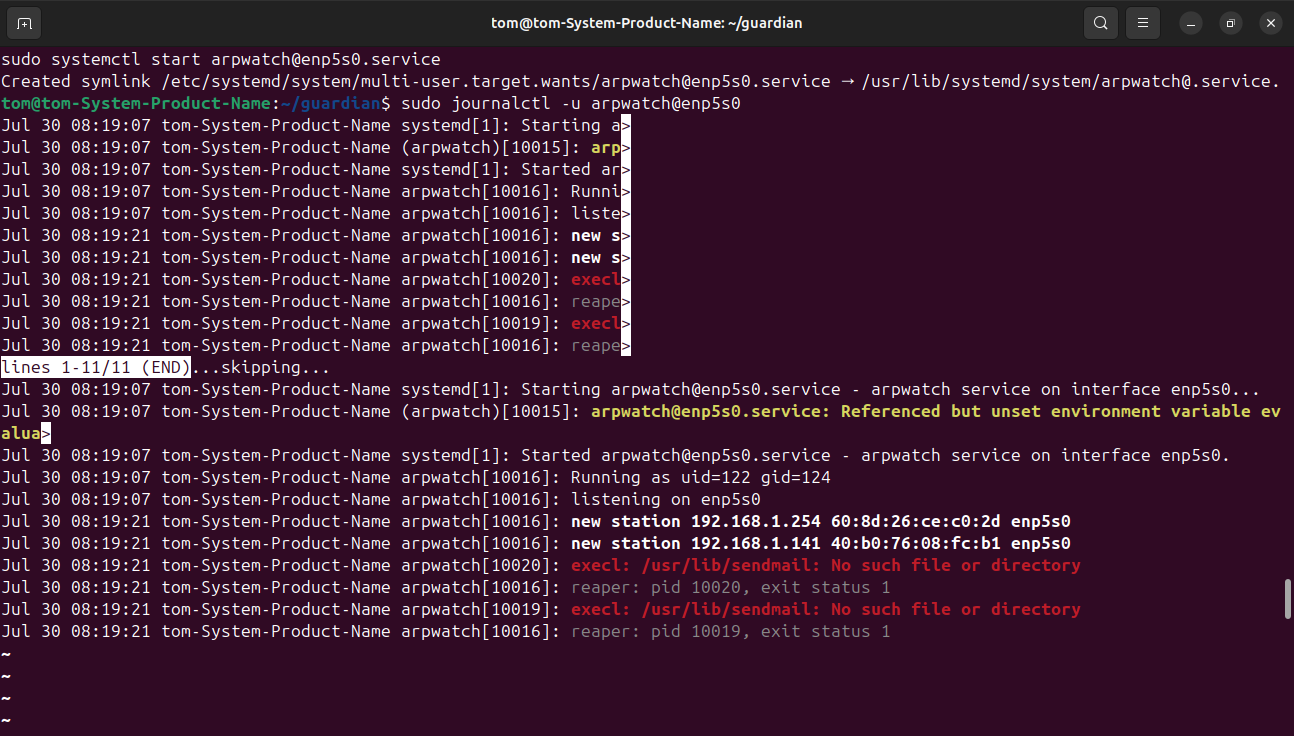 tom@tom-System-Product-Name: ~/guardian
sudo systemctl start arpwatch@enp5s0.service
Created symlink /etc/systemd/system/multi-user.target.wants/arpwatch@enp5s0.service → /usr/lib/systemd/system/arpwatch@.service.
tom@tom-System-Product-Name:~/guardian$ sudo journalctl -u arpwatch@enp5s0
Jul 30 08:19:07 tom-System-Product-Name systemd[1]: Starting a>
Jul 30 08:19:07 tom-System-Product-Name (arpwatch)[10015]: arp>
Jul 30 08:19:07 tom-System-Product-Name systemd[1]: Started ar>
Jul 30 08:19:07 tom-System-Product-Name arpwatch[10016]: Runni>
Jul 30 08:19:07 tom-System-Product-Name arpwatch[10016]: liste>
Jul 30 08:19:21 tom-System-Product-Name arpwatch[10016]: new s>
Jul 30 08:19:21 tom-System-Product-Name arpwatch[10016]: new s>
Jul 30 08:19:21 tom-System-Product-Name arpwatch[10020]: execl>
Jul 30 08:19:21 tom-System-Product-Name arpwatch[10016]: reape>
Jul 30 08:19:21 tom-System-Product-Name arpwatch[10019]: execl>
Jul 30 08:19:21 tom-System-Product-Name arpwatch[10016]: reape>
lines 1-11/11 (END)...skipping...
Jul 30 08:19:07 tom-System-Product-Name systemd[1]: Starting arpwatch@enp5s0.service - arpwatch service on interface enp5s0...
Jul 30 08:19:07 tom-System-Product-Name (arpwatch)[10015]: arpwatch@enp5s0.service: Referenced but unset environment variable ev
alua>
Jul 30 08:19:07 tom-System-Product-Name systemd[1]: Started arpwatch@enp5s0.service - arpwatch service on interface enp5s0.
Jul 30 08:19:07 tom-System-Product-Name arpwatch[10016]: Running as uid=122 gid=124
Jul 30 08:19:07 tom-System-Product-Name arpwatch[10016]: listening on enp5s0
Jul 30 08:19:21 tom-System-Product-Name arpwatch[10016]: new station 192.168.1.254 60:8d:26:ce:c0:2d enp5s0
Jul 30 08:19:21 tom-System-Product-Name arpwatch[10016]: new station 192.168.1.141 40:b0:76:08:fc:b1 enp5s0
Jul 30 08:19:21 tom-System-Product-Name arpwatch[10020]: execl: /usr/lib/sendmail: No such file or directory
Jul 30 08:19:21 tom-System-Product-Name arpwatch[10016]: reaper: pid 10020, exit status 1
Jul 30 08:19:21 tom-System-Product-Name arpwatch[10019]: execl: /usr/lib/sendmail: No such file or directory
Jul 30 08:19:21 tom-System-Product-Name arpwatch[10016]: reaper: pid 10019, exit status 1
~
~
~
~